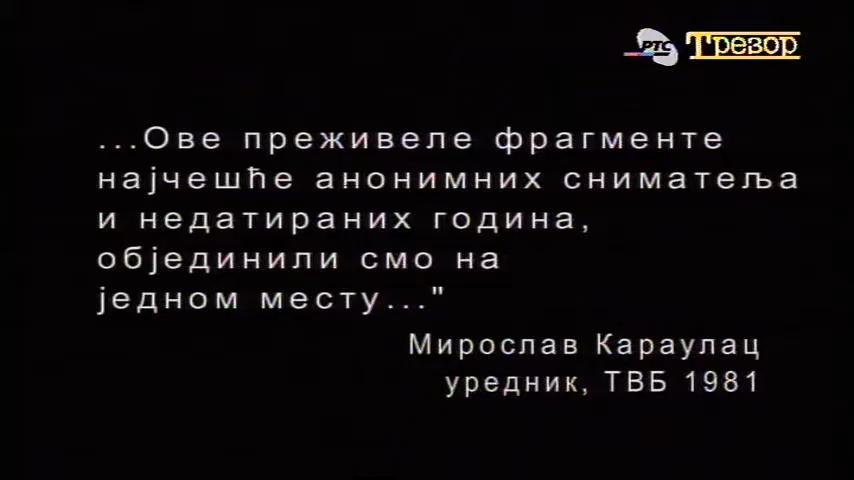 РТС Трезор
...Ове преживеле фрагменте
најчешће анонимних сниматеља
и недатираних година,
објединили смо на
једном месту..."
Мирослав Караулац
уредник, ТВБ 1981